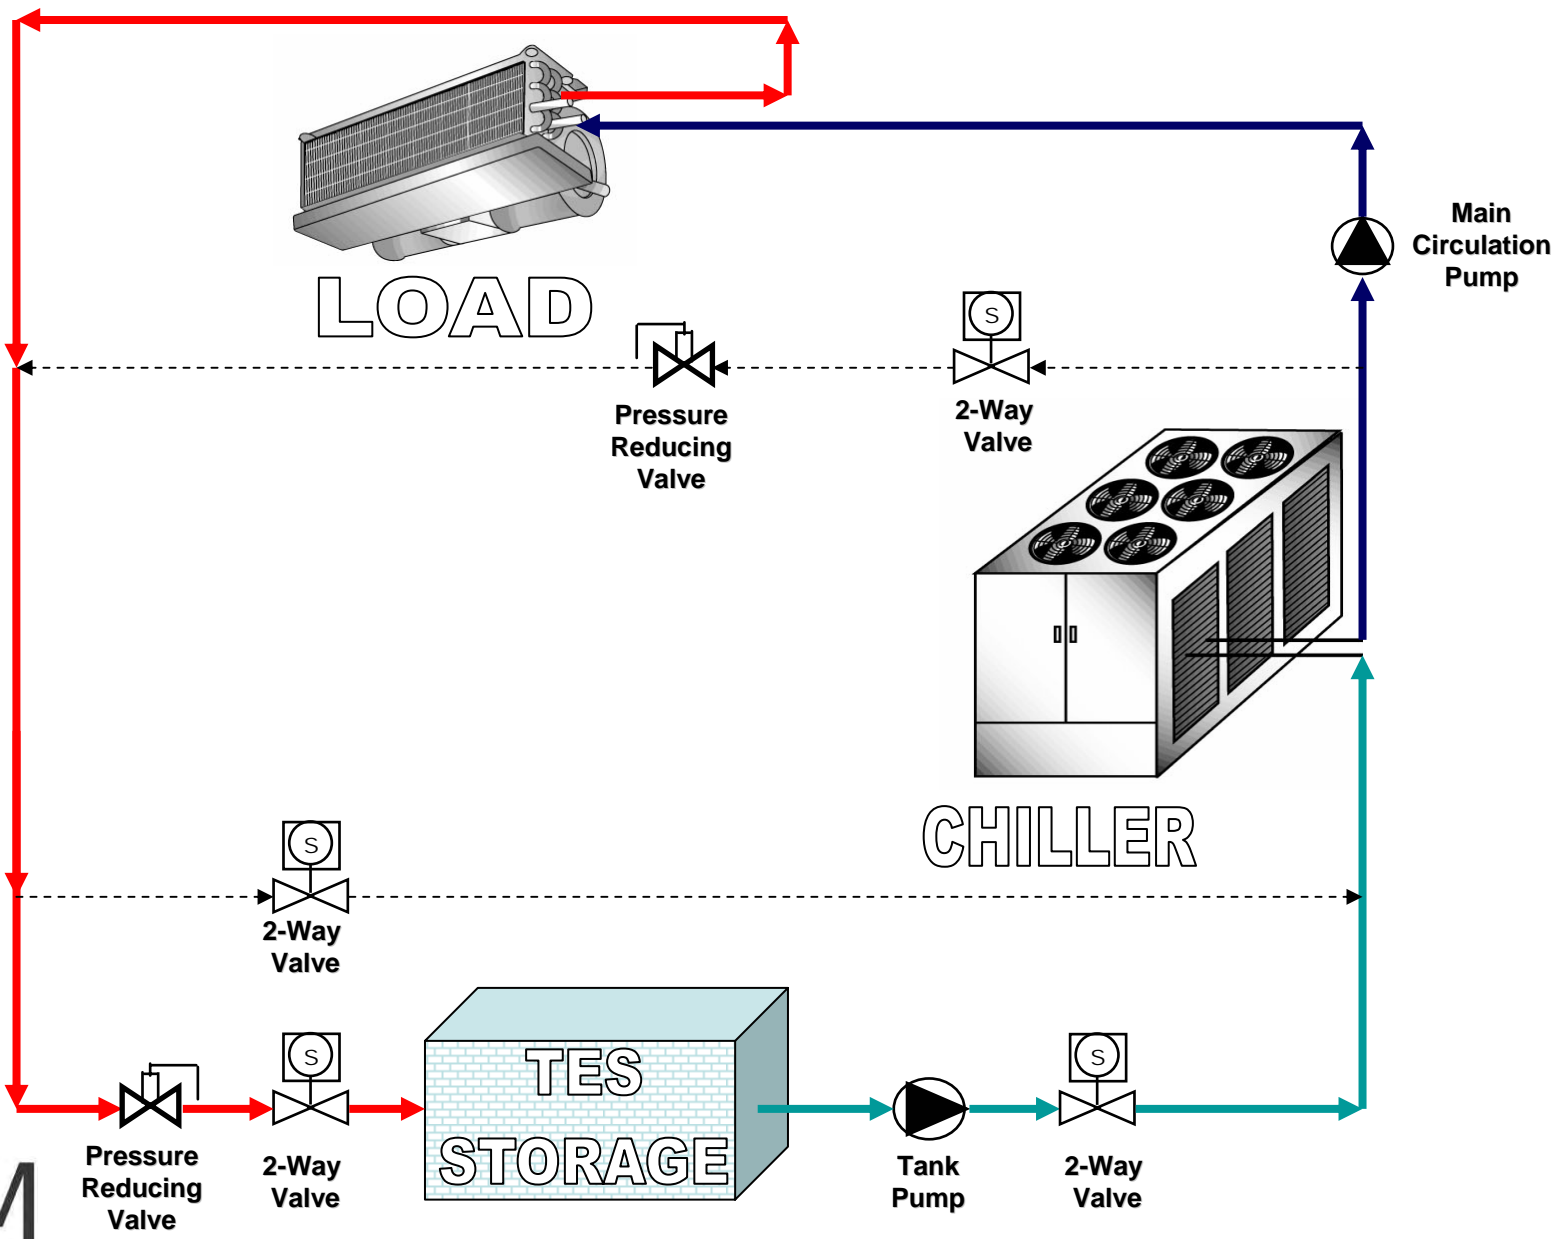 Main
Circulation
Pump
LOAD
S
Pressure
Reducing
Valve
2-Way
Valve
CHILLER
S
2-Way
Valve
TES
STORAGE
S
S
Pressure
Reducing
Valve
2-Way
Valve
Tank
Pump
2-Way
Valve
M